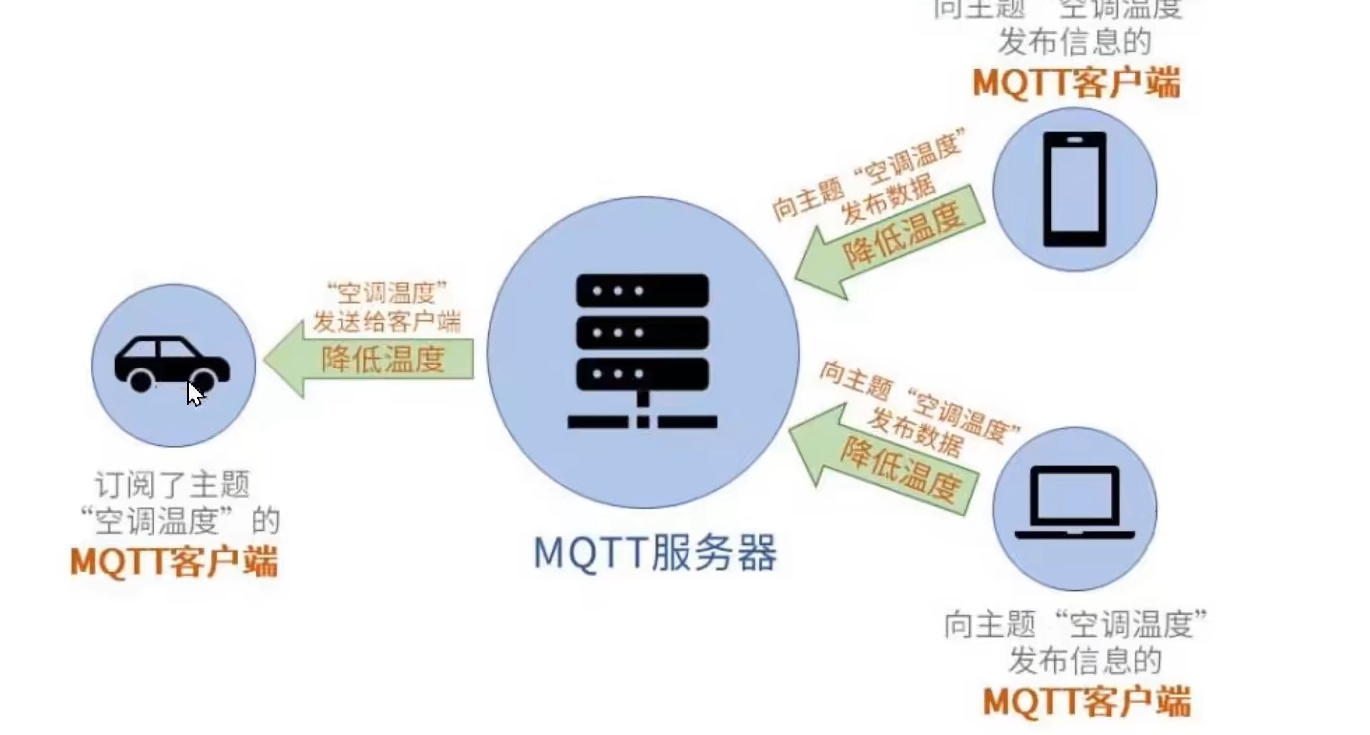 向主题“空调温度”
发布信息的
MQTT客户端
向主题“空调温度”
发布数据
降低温度
“空调温度”
发送给客户端
降低温度
向主题“空调温度”
发布数据
降低温度
订阅了主题
“空调温度”的
MQTT客户端
MQTT服务器
向主题“空调温度”
发布信息的
MQTT客户端